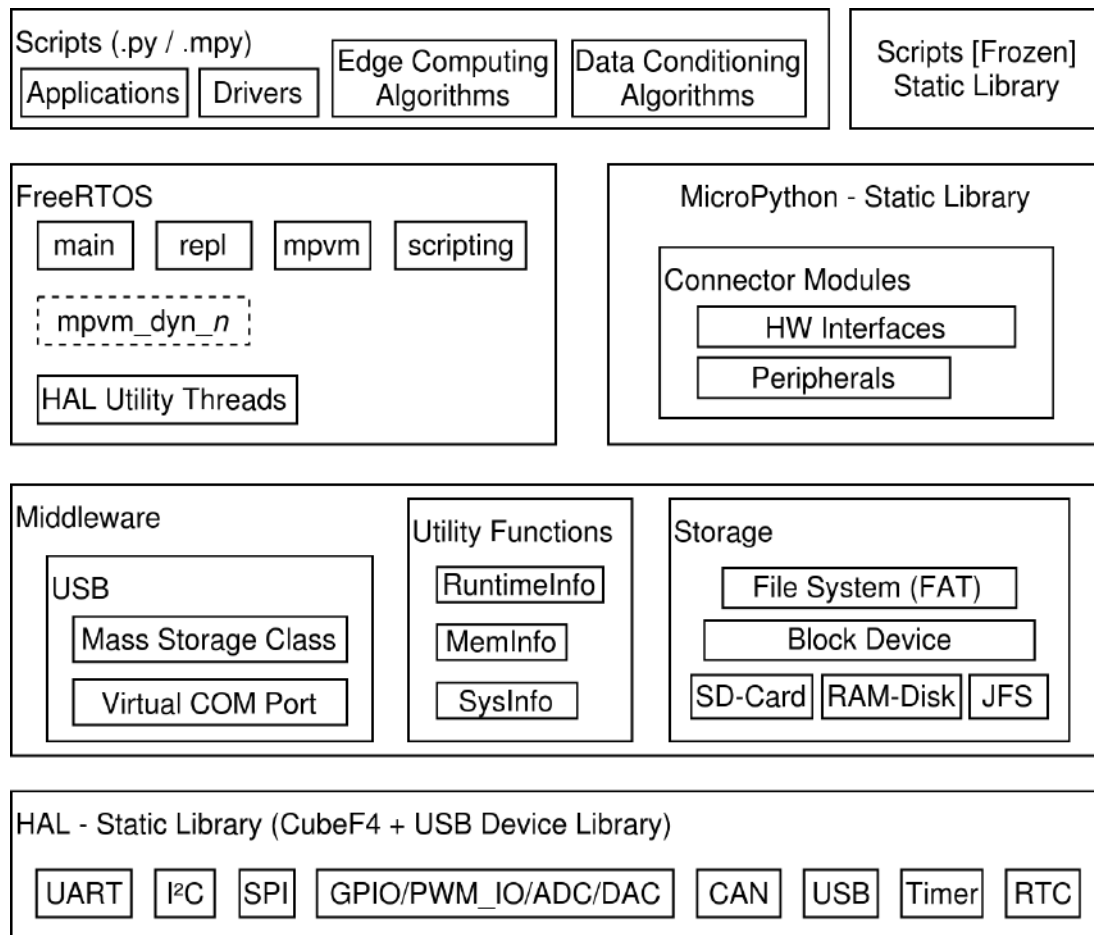 Scripts (.py / .mpy)
Applications
Drivers
Edge Computing
Algorithms
Data Conditioning
Algorithms
Scripts [Frozen]
Static Library
FreeRTOS
main
repl
mpvm
scripting
mpvm_dyn_n
HAL Utility Threads
MicroPython - Static Library
Connector Modules
HW Interfaces
Peripherals
Middleware
USB
Mass Storage Class
Virtual COM Port
Utility Functions
RuntimeInfo
MemInfo
SysInfo
Storage
File System (FAT)
Block Device
SD-Card
RAM-Disk
JFS
HAL - Static Library (CubeF4 + USB Device Library)
UART
I²C
SPI
GPIO/PWM_IO/ADC/DAC
CAN
USB
Timer
RTC